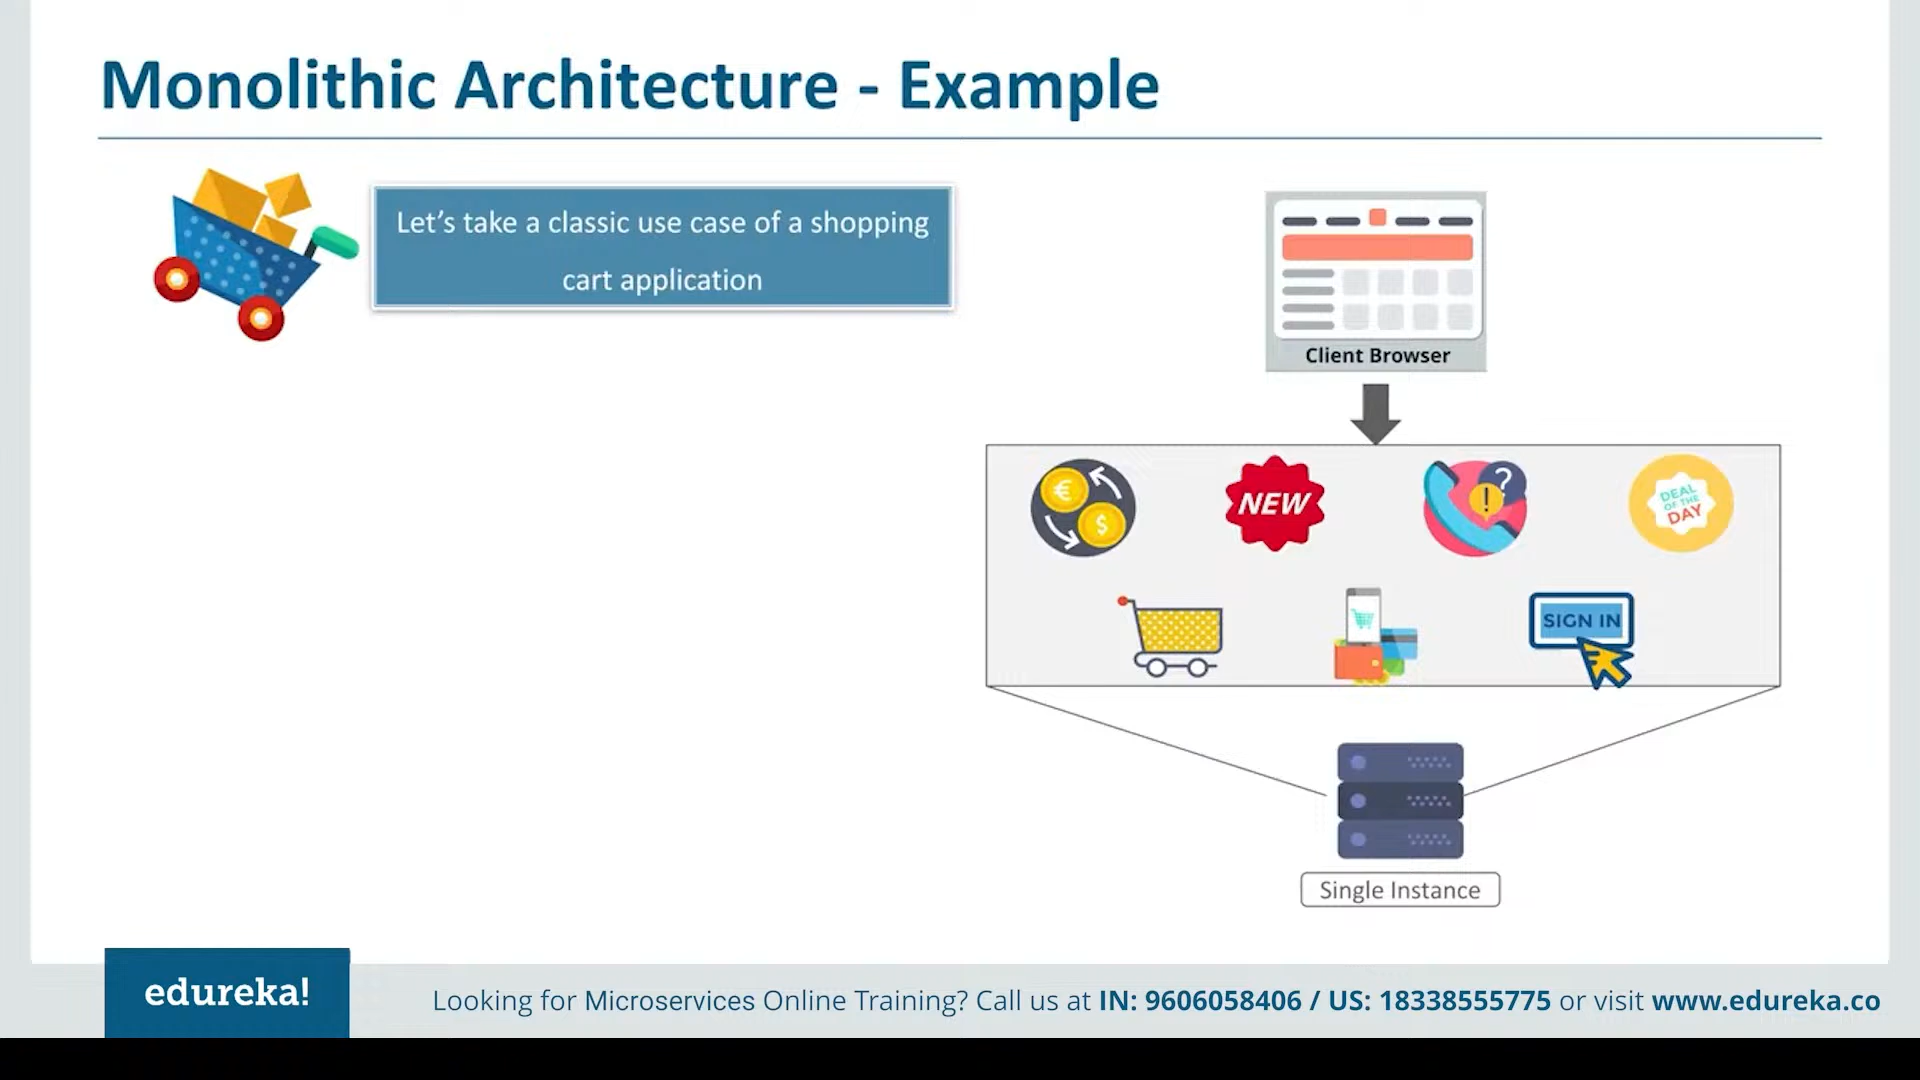 Monolithic Architecture - Example
Let’s take a classic use case of a shopping
cart application
Client Browser
€
$
NEW
?
!
DEAL
OF THE
DAY
SIGN IN
Single Instance
edureka!
Looking for Microservices Online Training? Call us at IN: 9606058406 / US: 18338555775 or visit www.edureka.co